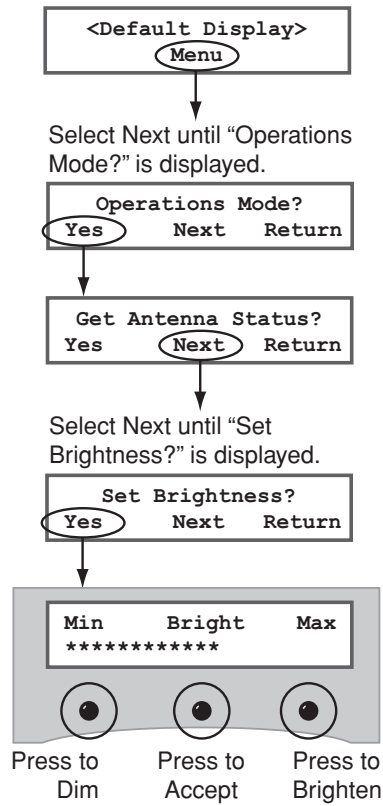 <Default Display>
Menu
Select Next until “Operations
Mode?” is displayed.
Operations Mode?
Yes Next Return
Get Antenna Status?
Yes Next Return
Select Next until “Set
Brightness?” is displayed.
Set Brightness?
Yes Next Return
Min Bright Max
************
Press to Dim
Press to Accept
Press to Brighten